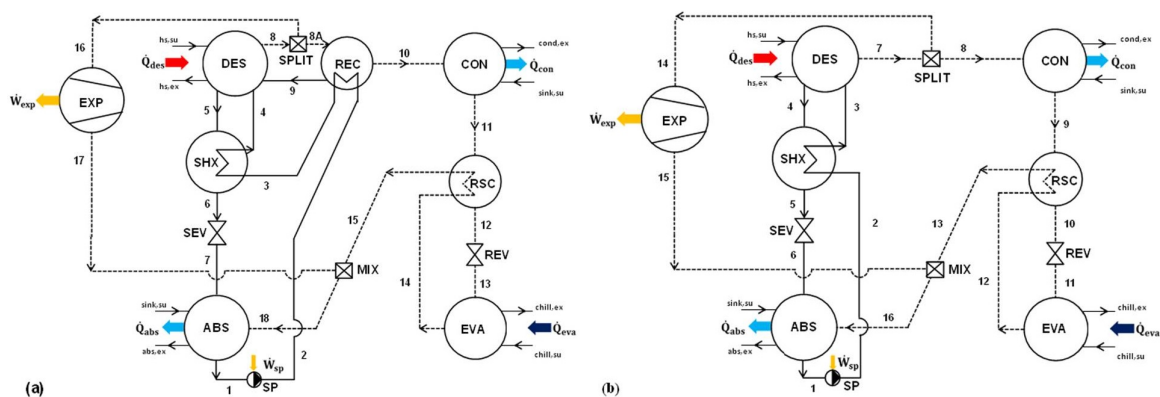 16
8
8A
SPLIT
hs,su
Q̇des
hs,ex
DES
REC
10
CON
cond,ex
Q̇con
sink,su
Ẇexp
EXP
9
5
4
11
17
SHX
3
RSC
6
15
12
SEV
REV
7
MIX
14
13
sink,su
Q̇abs
abs,ex
ABS
18
2
EVA
chill,ex
Q̇eva
chill,su
Ẇsp
1
SP
(a)
14
7
8
SPLIT
hs,su
Q̇des
hs,ex
DES
CON
cond,ex
Q̇con
sink,su
Ẇexp
EXP
4
3
9
15
SHX
RSC
5
2
13
10
SEV
REV
6
MIX
12
11
sink,su
Q̇abs
abs,ex
ABS
16
EVA
chill,ex
Q̇eva
chill,su
Ẇsp
1
SP
(b)